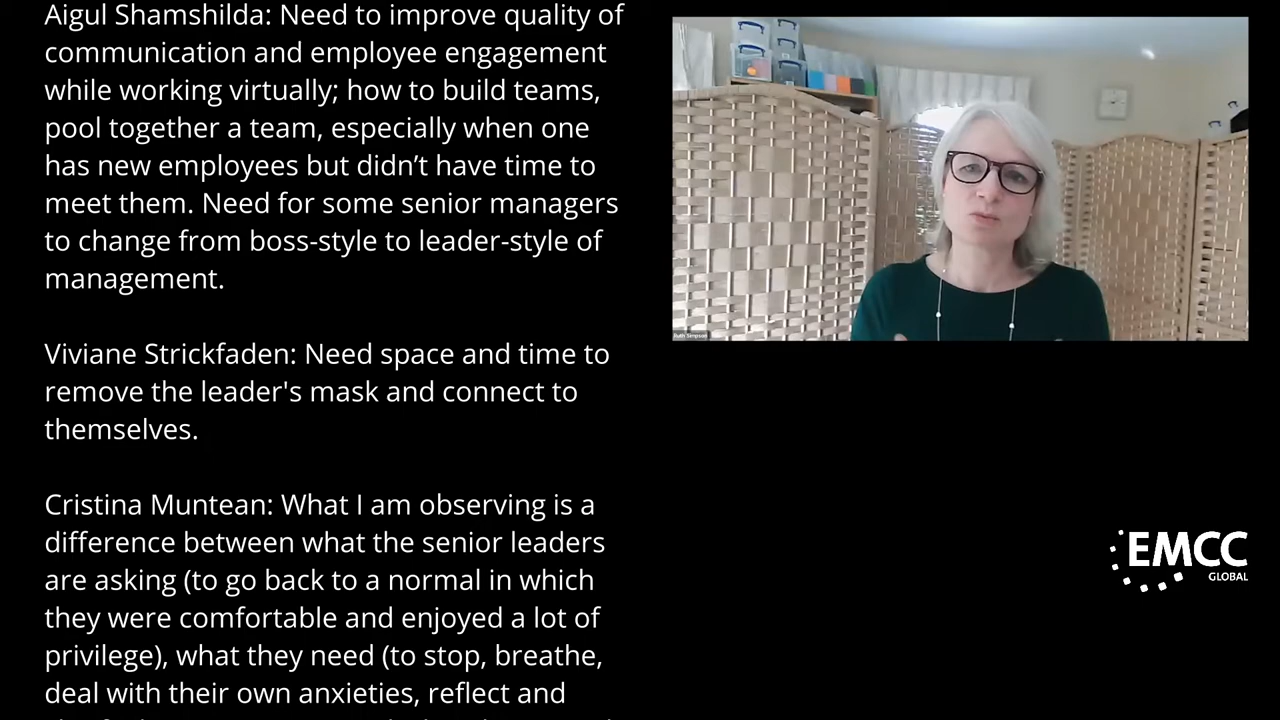 Aigul Shamshilda: Need to improve quality of
communication and employee engagement
while working virtually; how to build teams,
pool together a team, especially when one
has new employees but didn’t have time to
meet them. Need for some senior managers
to change from boss-style to leader-style of
management.
Viviane Strickfaden: Need space and time to
remove the leader's mask and connect to
themselves.
Cristina Muntean: What I am observing is a
difference between what the senior leaders
are asking (to go back to a normal in which
they were comfortable and enjoyed a lot of
privilege), what they need (to stop, breathe,
deal with their own anxieties, reflect and
Ruth Simpson
EMCC
GLOBAL